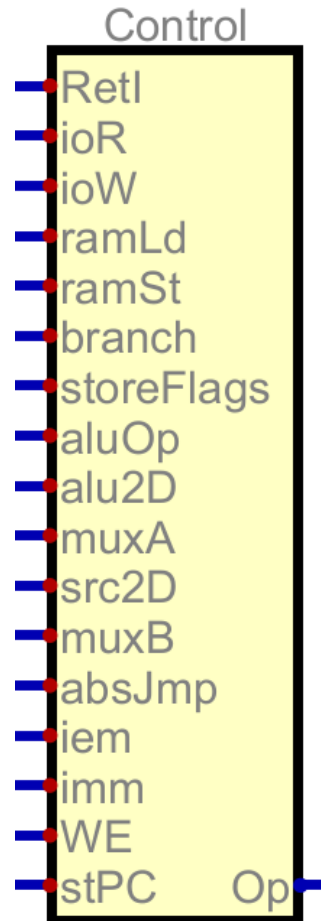 Control
RetI
ioR
ioW
ramLd
ramSt
branch
storeFlags
aluOp
alu2D
muxA
src2D
muxB
absJmp
iem
imm
WE
stPC Op